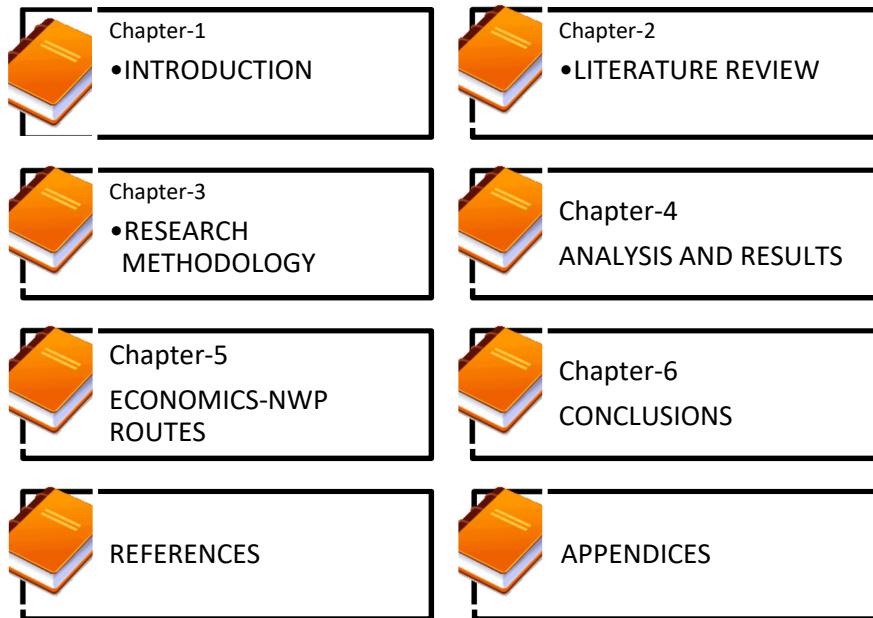 Chapter-1
•INTRODUCTION
Chapter-2
•LITERATURE REVIEW
Chapter-3
•RESEARCH
METHODOLOGY
Chapter-4
ANALYSIS AND RESULTS
Chapter-5
ECONOMICS-NWP
ROUTES
Chapter-6
CONCLUSIONS
REFERENCES
APPENDICES